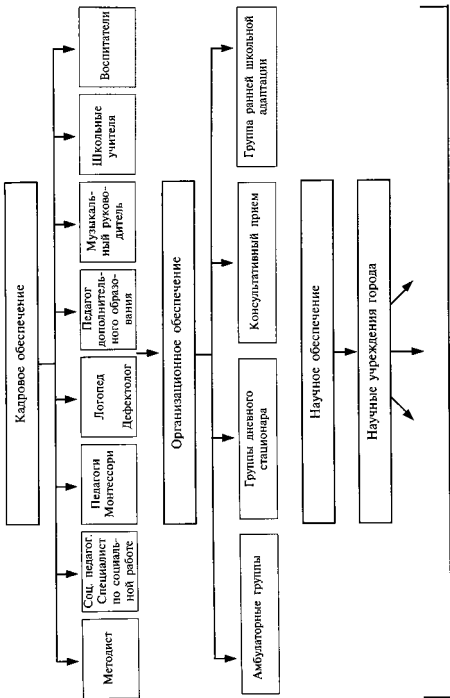 Кадровое обеспечение
Методист
Соц. педагог.
Специалист
по социаль-
ной работе
Педагоги
Монтессори
Логопед
Дефектолог
Педагог
дополнитель-
ного образо-
вания
Музыкаль-
ный руково-
дитель
Школьные
учителя
Воспитатели
Организационное обеспечение
Амбулаторные группы
Группы дневного
стационара
Консультативный прием
Группа ранней школьной
адаптации
Научное обеспечение
Научные учреждения города